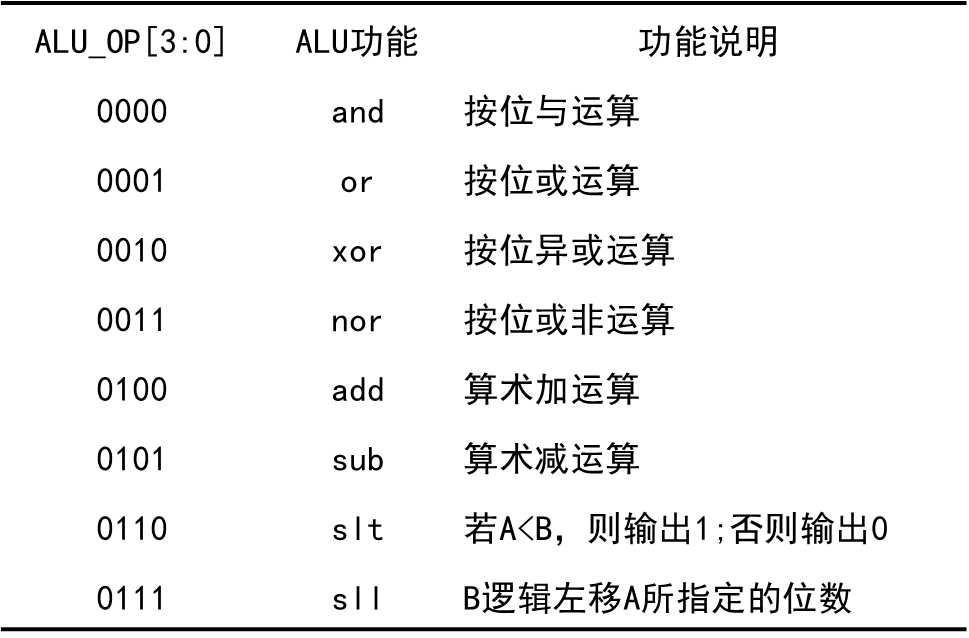 ALU_OP[3:0] ALU功能 功能说明
0000 and 按位与运算
0001 or 按位或运算
0010 xor 按位异或运算
0011 nor 按位或非运算
0100 add 算术加运算
0101 sub 算术减运算
0110 slt 若A<B，则输出1;否则输出0
0111 sll B逻辑左移A所指定的位数